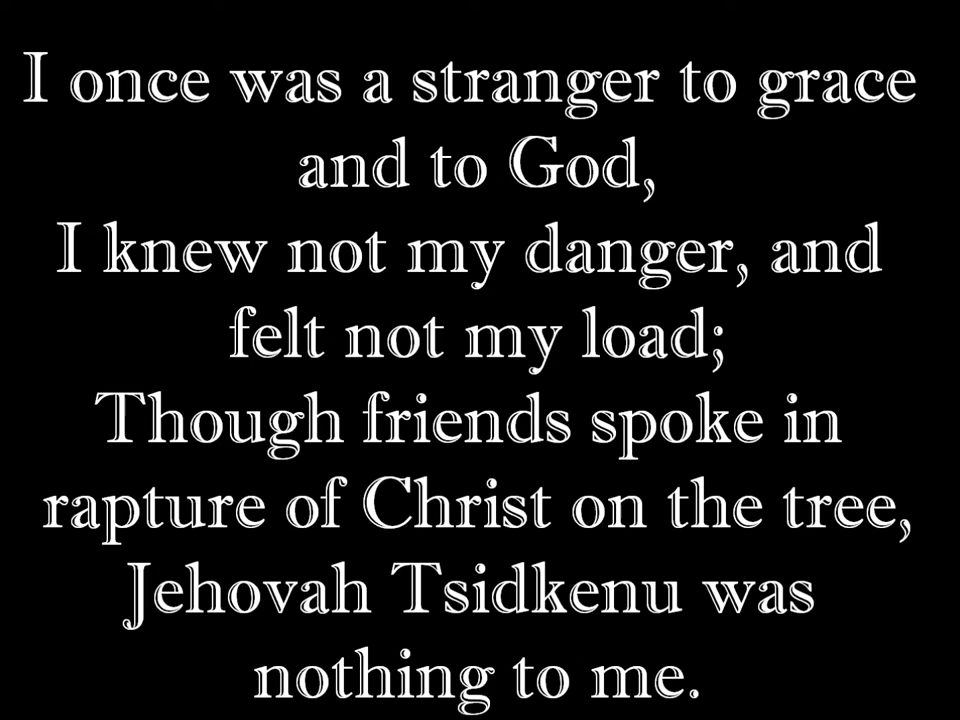 I once was a stranger to grace
and to God,
I knew not my danger, and
felt not my load;
Though friends spoke in
rapture of Christ on the tree,
Jehovah Tsidkenu was
nothing to me.